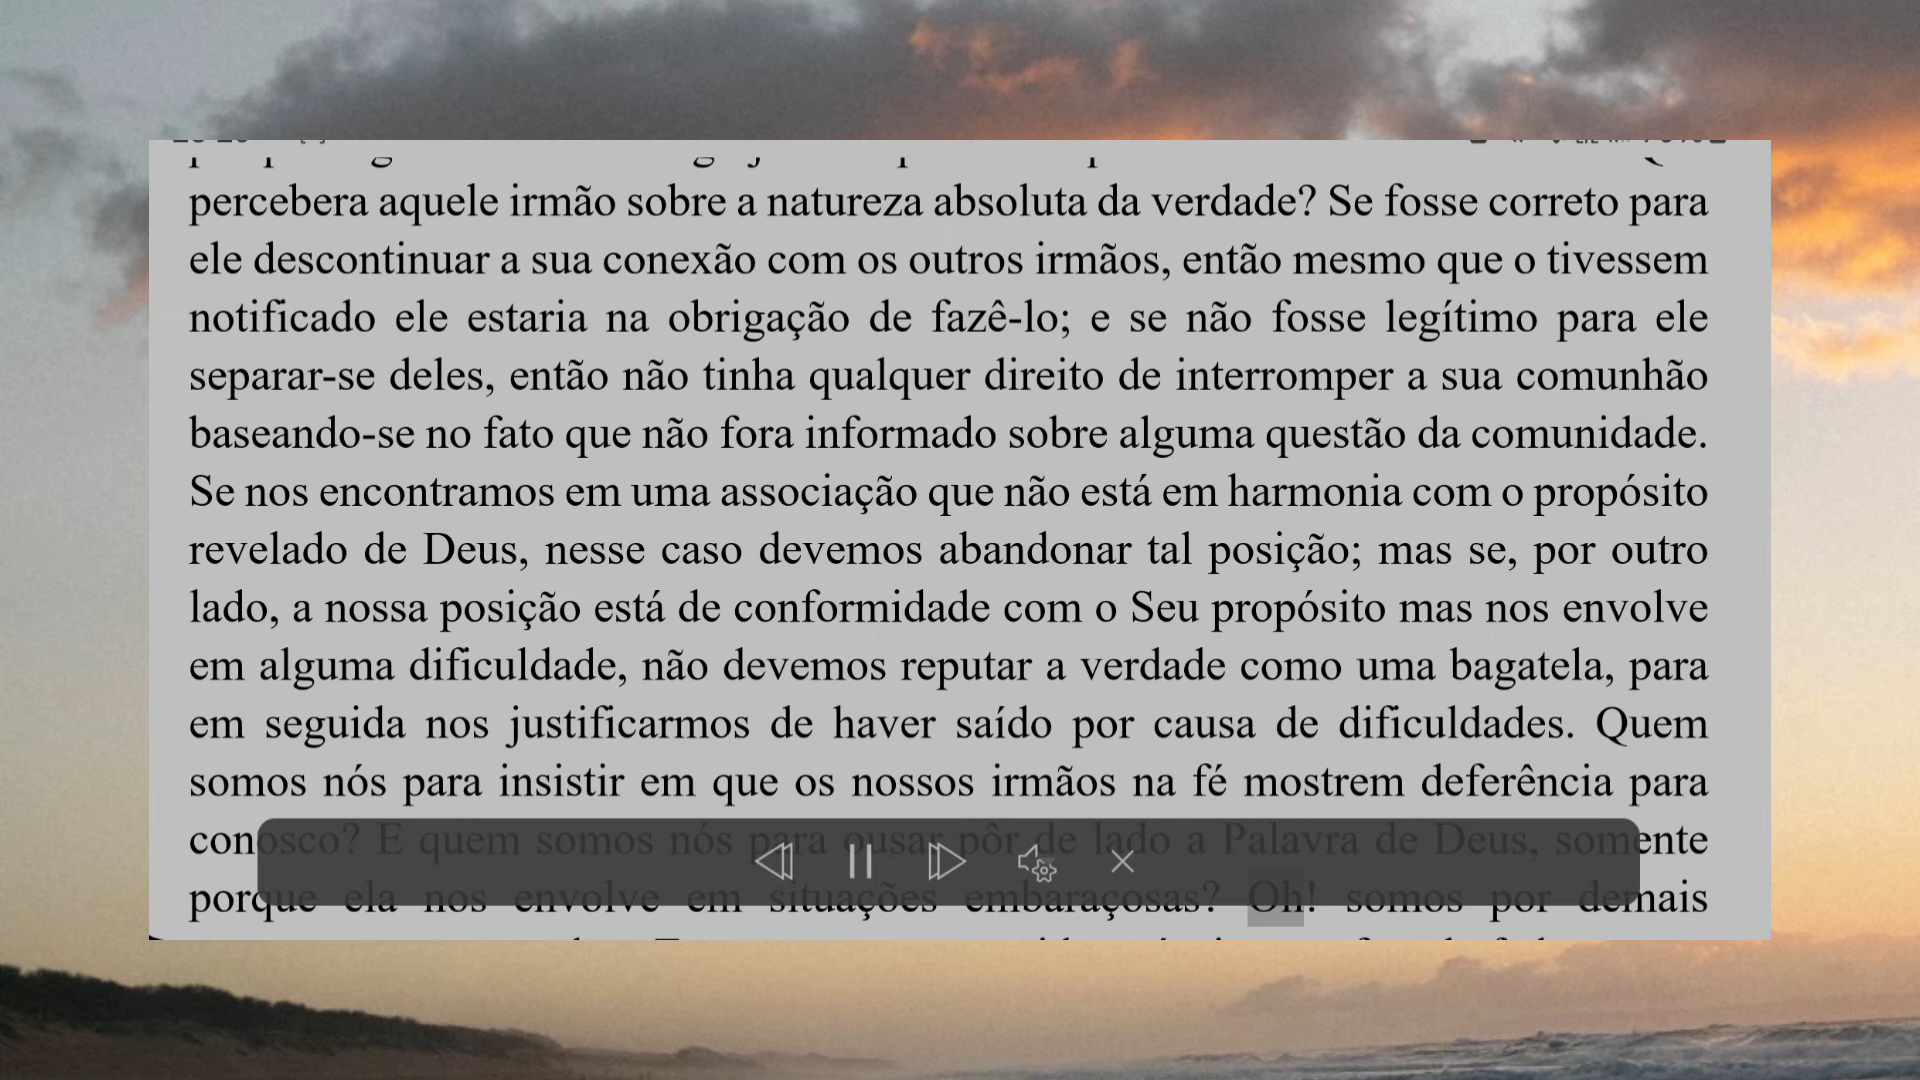 percebera aquele irmão sobre a natureza absoluta da verdade? Se fosse correto para
ele descontinuar a sua conexão com os outros irmãos, então mesmo que o tivessem
notificado ele estaria na obrigação de fazê-lo; e se não fosse legítimo para ele
separar-se deles, então não tinha qualquer direito de interromper a sua comunhão
baseando-se no fato que não fora informado sobre alguma questão da comunidade.
Se nos encontramos em uma associação que não está em harmonia com o propósito
revelado de Deus, nesse caso devemos abandonar tal posição; mas se, por outro
lado, a nossa posição está de conformidade com o Seu propósito mas nos envolve
em alguma dificuldade, não devemos reputar a verdade como uma bagatela, para
em seguida nos justificarmos de haver saído por causa de dificuldades. Quem
somos nós para insistir em que os nossos irmãos na fé mostrem deferência para
conosco? E quem somos nós para ousar pôr de lado a Palavra de Deus, somente
porque ela nos envolve em situações embaraçosas? Oh! somos por demais